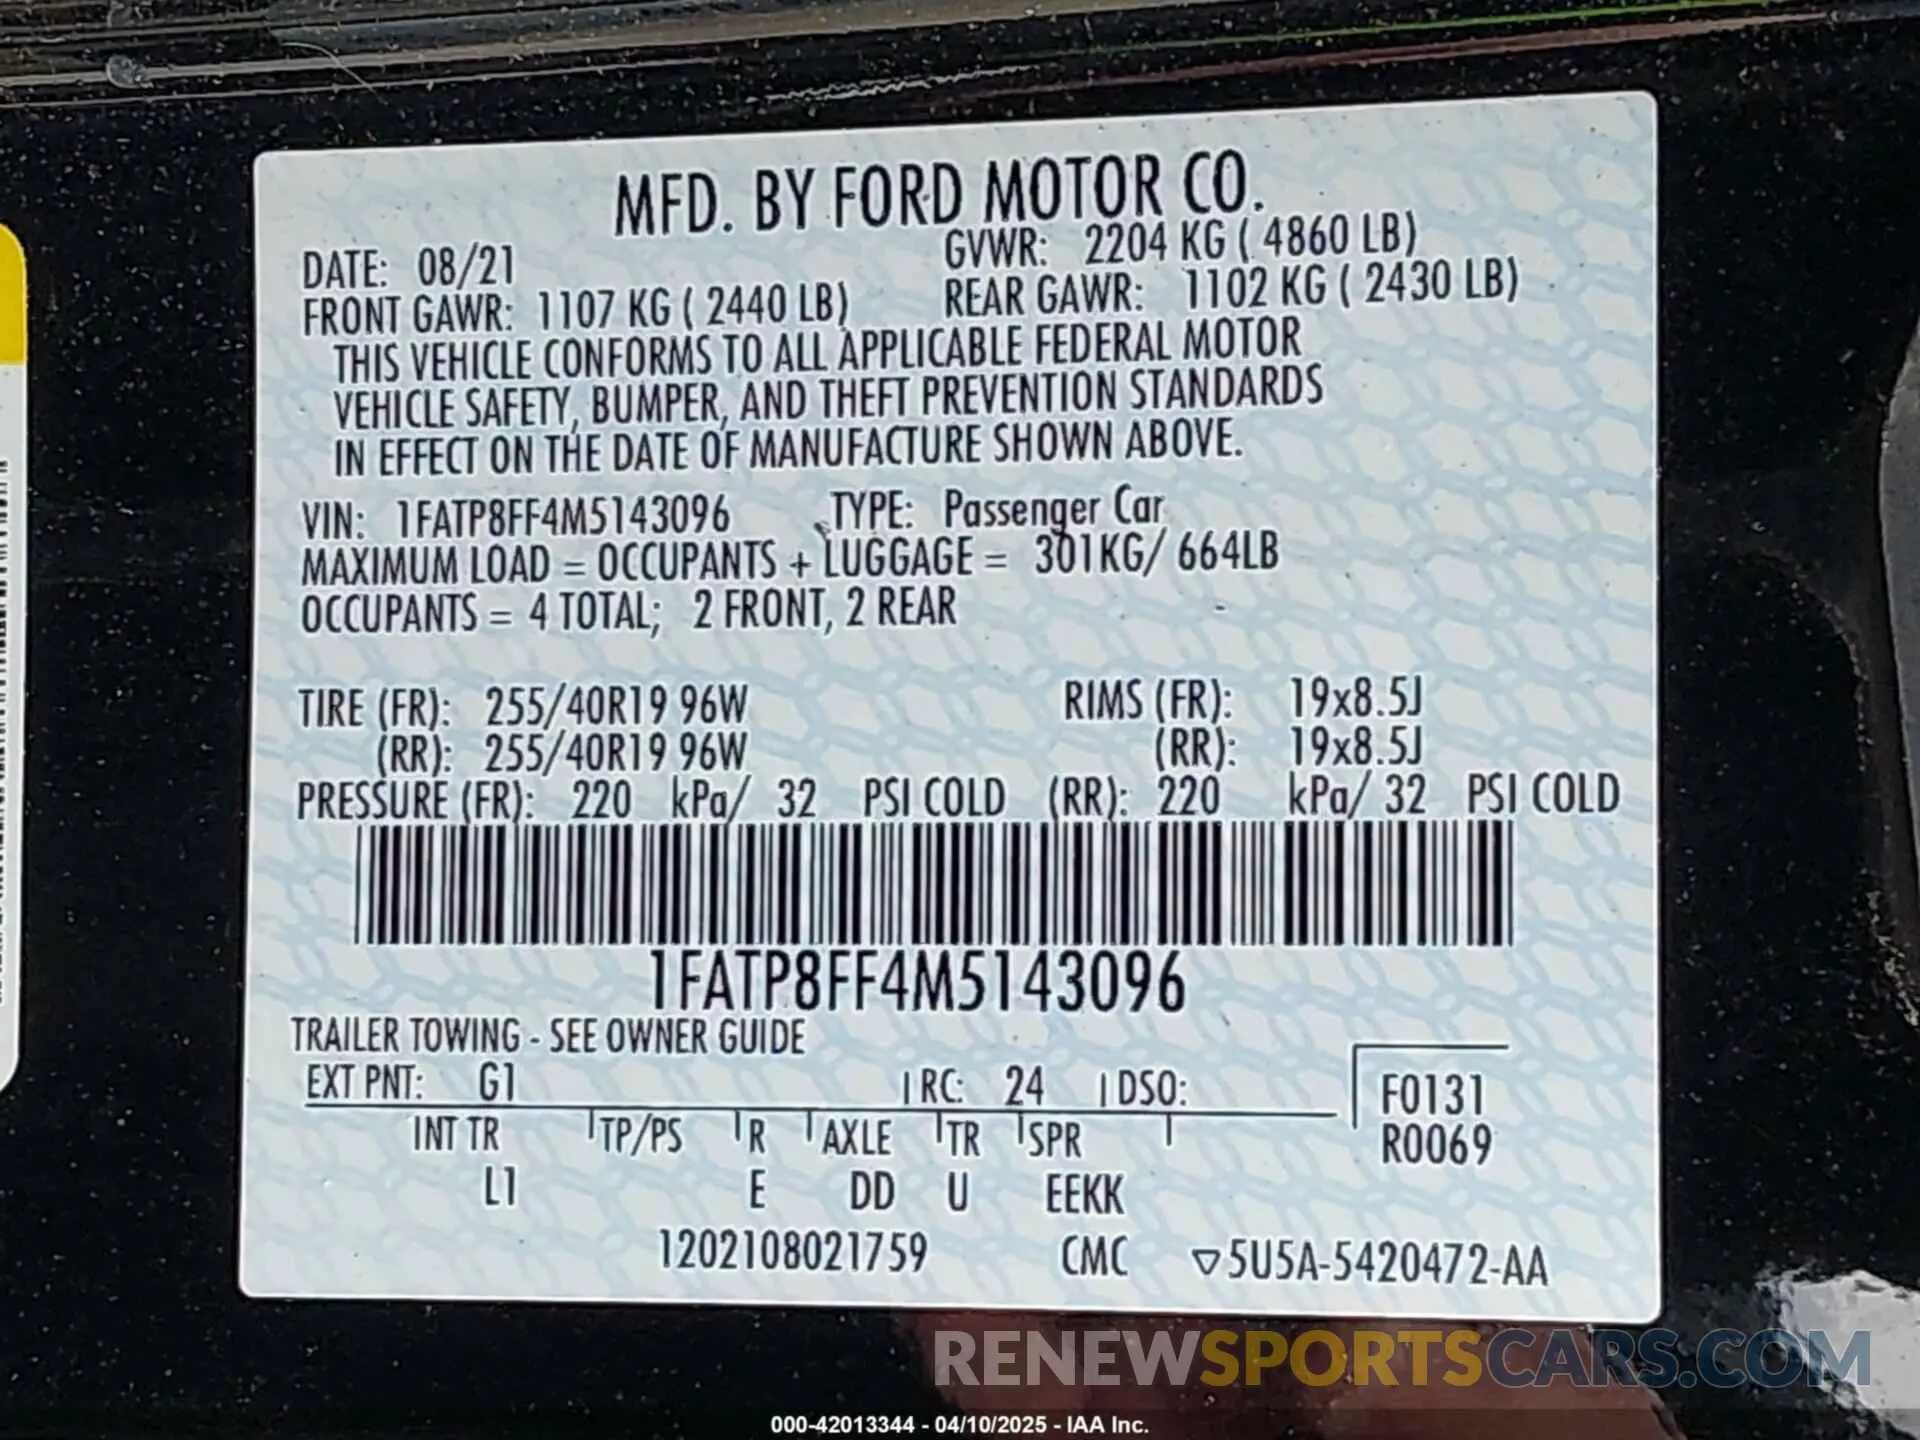 MFD. BY FORD MOTOR CO.
DATE: 08/21 GVWR: 2204 KG ( 4860 LB)
FRONT GAWR: 1107 KG ( 2440 LB) REAR GAWR: 1102 KG ( 2430 LB)
THIS VEHICLE CONFORMS TO ALL APPLICABLE FEDERAL MOTOR
VEHICLE SAFETY, BUMPER, AND THEFT PREVENTION STANDARDS
IN EFFECT ON THE DATE OF MANUFACTURE SHOWN ABOVE.
VIN: 1FATP8FF4M5143096 TYPE: Passenger Car
MAXIMUM LOAD = OCCUPANTS + LUGGAGE = 301KG/ 664LB
OCCUPANTS = 4 TOTAL; 2 FRONT, 2 REAR
TIRE (FR): 255/40R19 96W RIMS (FR): 19x8.5J
(RR): 255/40R19 96W (RR): 19x8.5J
PRESSURE (FR): 220 kPa/ 32 PSI COLD (RR): 220 kPa/ 32 PSI COLD
1FATP8FF4M5143096
TRAILER TOWING - SEE OWNER GUIDE
EXT PNT: G1 RC: 24 DSO: F0131
INT TR TP/PS R AXLE TR SPR R0069
L1 E DD U EEKK
1202108021759 CMC ▽5U5A-5420472-AA
RENEWSPORTSCARS.COM
000-42013344 - 04/10/2025 - IAA Inc.